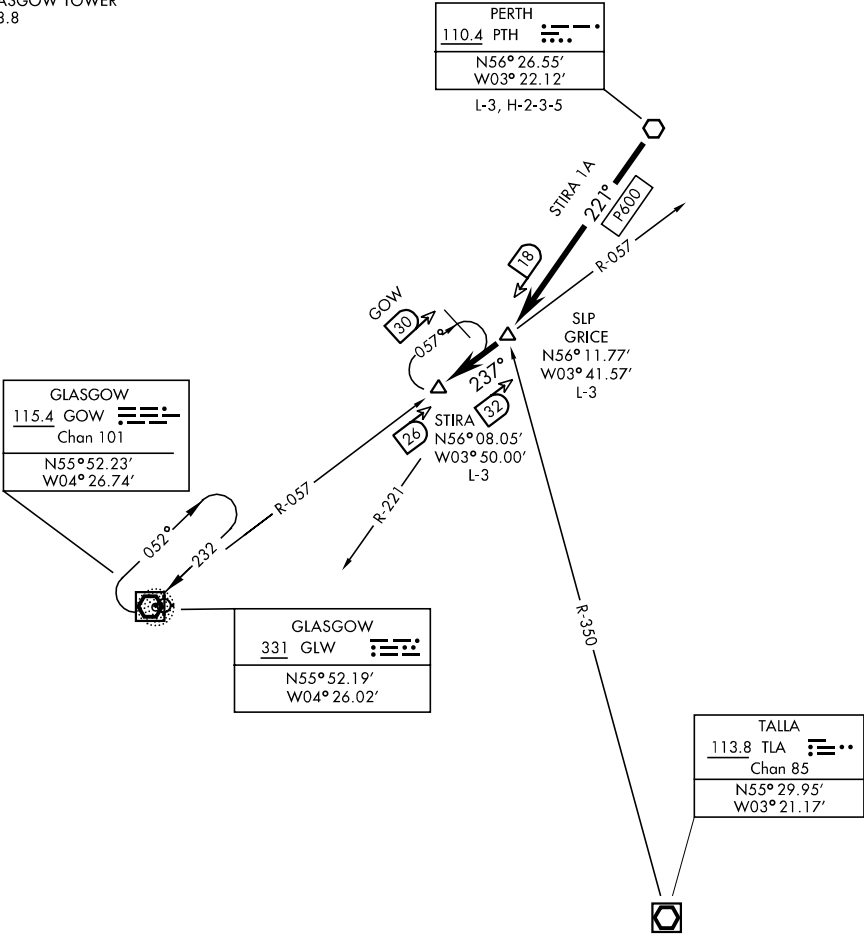 ASGOW TOWER
3.8
PERTH
110.4 PTH
N56° 26.55′
W03° 22.12′
L-3, H-2-3-5
STIRA 1A
221°
P600
R-057
18
GOW
30
057°
SLP
GRICE
N56° 11.77′
W03° 41.57′
L-3
237°
32
26
STIRA
N56° 08.05′
W03° 50.00′
L-3
GLASGOW
115.4 GOW
Chan 101
N55° 52.23′
W04° 26.74′
R-057
R-221
052°
232
R-350
GLASGOW
331 GLW
N55° 52.19′
W04° 26.02′
TALLA
113.8 TLA
Chan 85
N55° 29.95′
W03° 21.17′